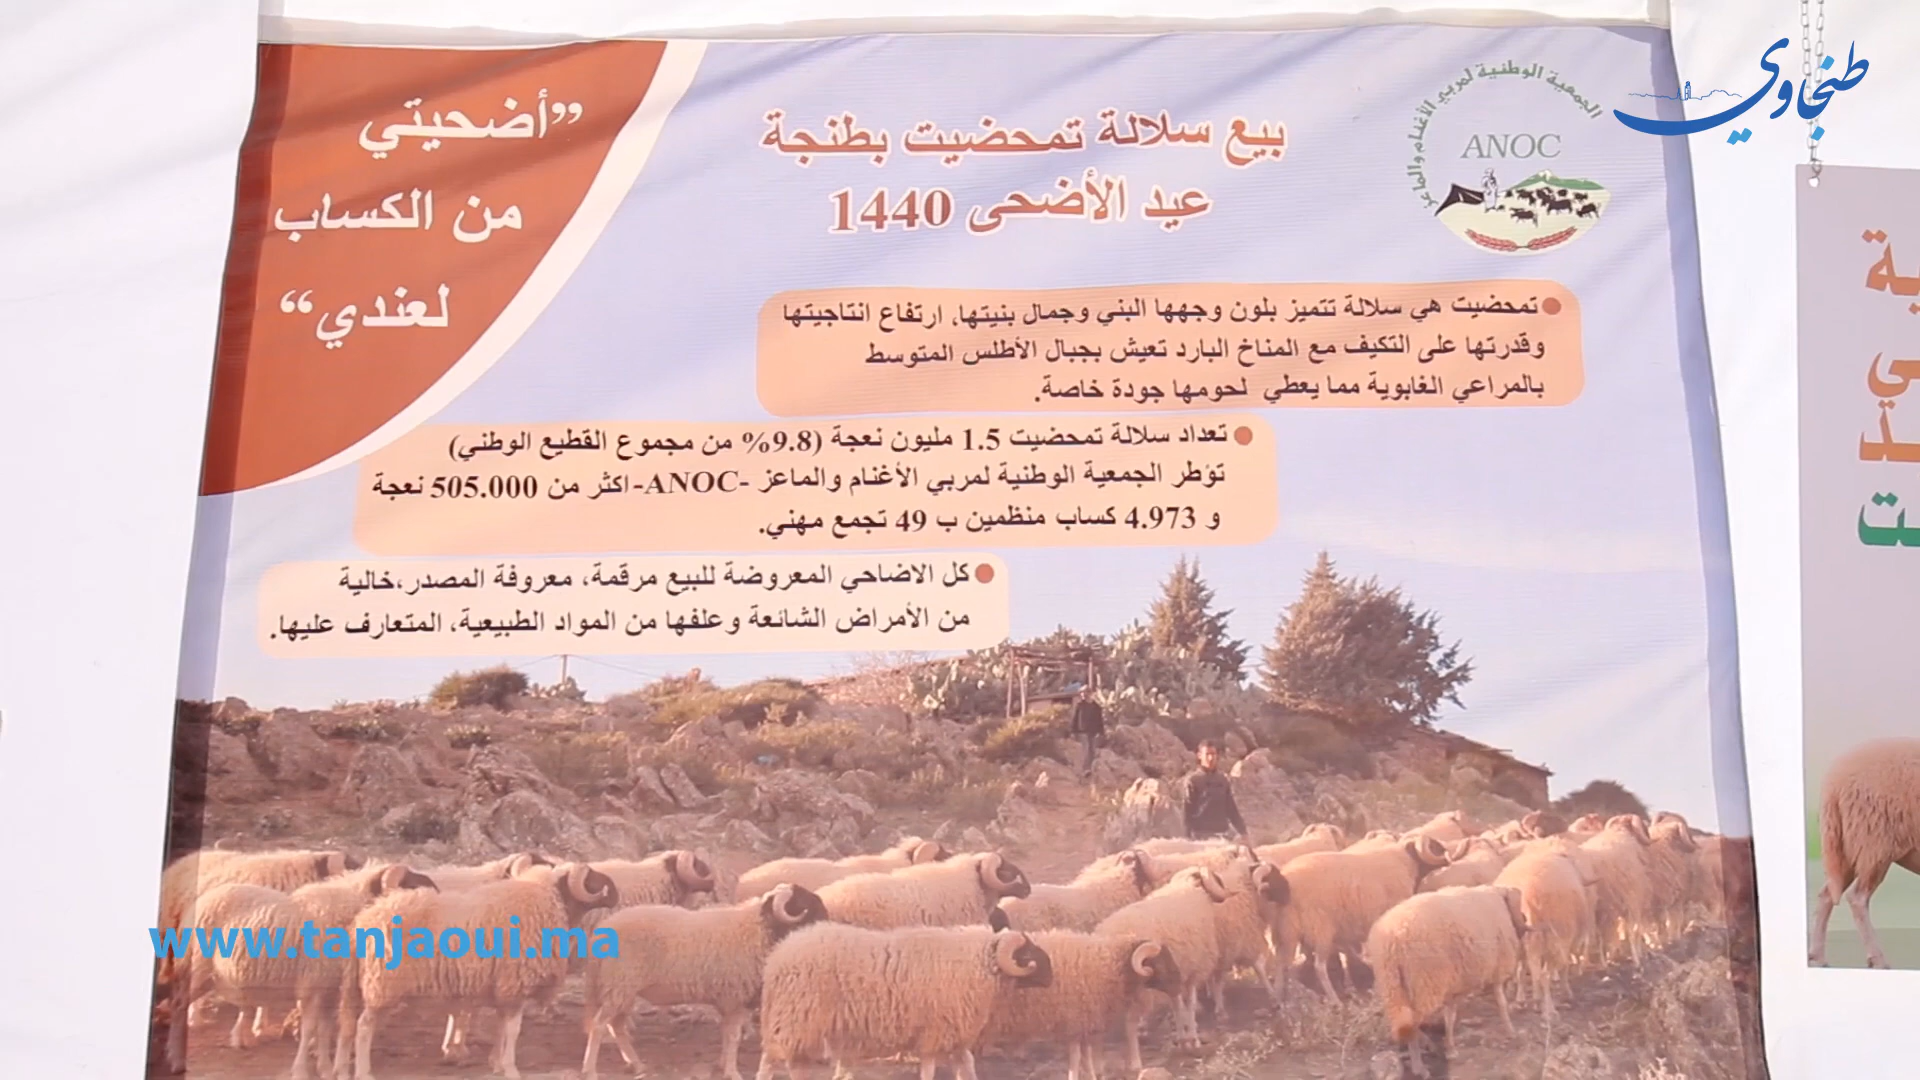 طنجاوي
الجمعية الوطنية لمربي الأغنام والماعز
ANOC
بيع سلالة تمحضيت بطنجة
عيد الأضحى 1440
”أضحيتي
من الكساب
لعندي“
تمحضيت هي سلالة تتميز بلون وجهها البني وجمال بنيتها، ارتفاع انتاجيتها
وقدرتها على التكيف مع المناخ البارد تعيش بجبال الأطلس المتوسط
بالمراعي الغابوية مما يعطي لحومها جودة خاصة.
تعداد سلالة تمحضيت 1.5 مليون نعجة (9.8% من مجموع القطيع الوطني)
تؤطر الجمعية الوطنية لمربي الأغنام والماعز -ANOC-اكثر من 505.000 نعجة
و 4.973 كساب منظمين ب 49 تجمع مهني.
كل الاضاحي المعروضة للبيع مرقمة، معروفة المصدر،خالية
من الأمراض الشائعة وعلفها من المواد الطبيعية، المتعارف عليها.
www.tanjaoui.ma